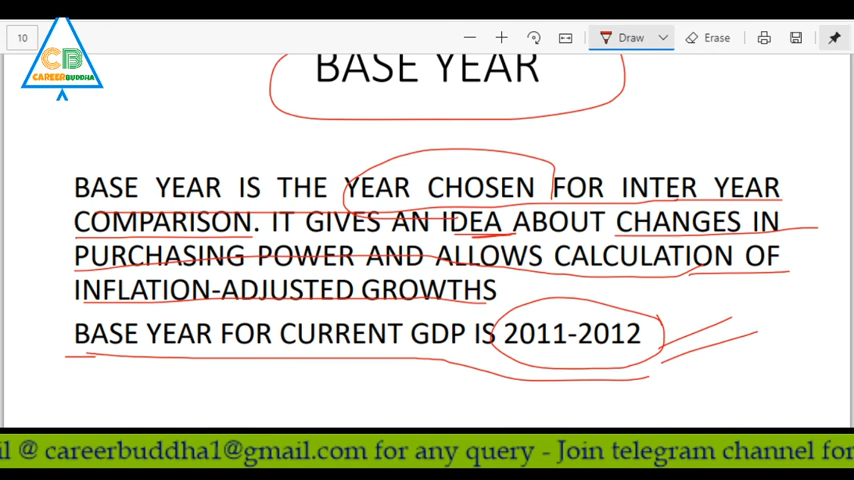 10
Draw
Erase
CB
CAREERBUDDHA
BASE YEAR
BASE YEAR IS THE YEAR CHOSEN FOR INTER YEAR
COMPARISON. IT GIVES AN IDEA ABOUT CHANGES IN
PURCHASING POWER AND ALLOWS CALCULATION OF
INFLATION-ADJUSTED GROWTHS
BASE YEAR FOR CURRENT GDP IS 2011-2012
il @ careerbuddha1@gmail.com for any query - Join telegram channel for